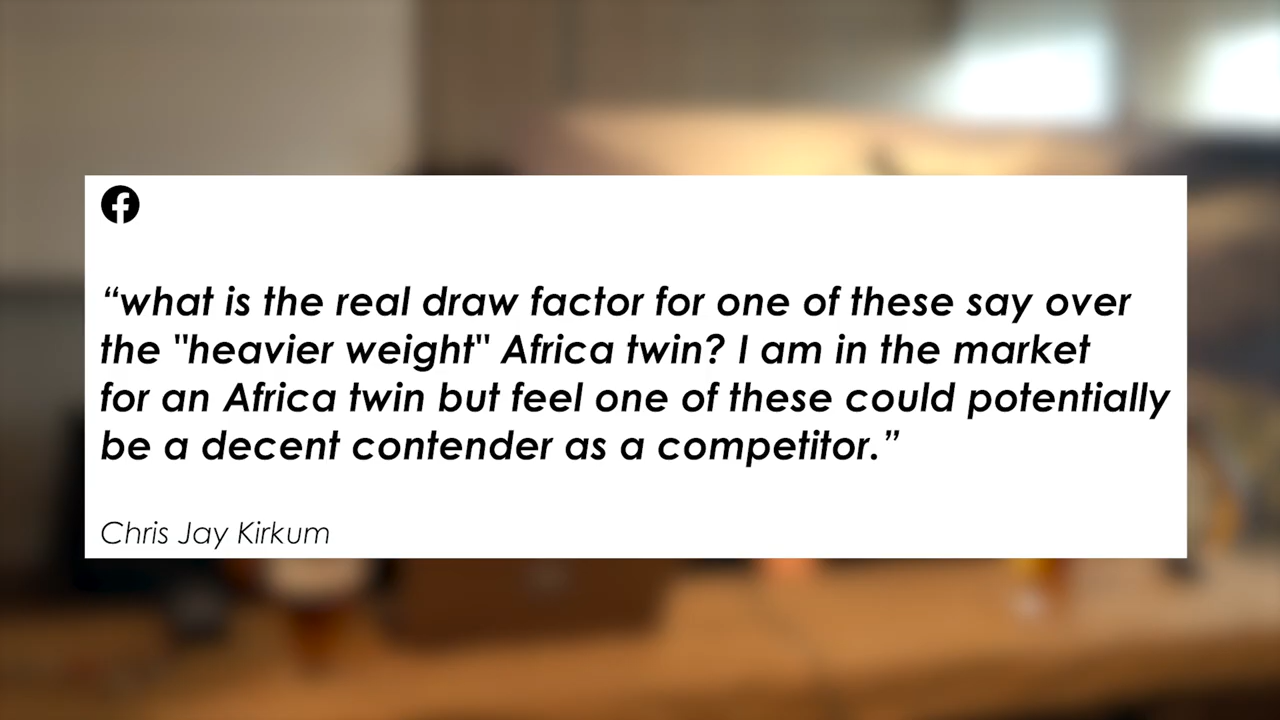 “what is the real draw factor for one of these say over
the "heavier weight" Africa twin? I am in the market
for an Africa twin but feel one of these could potentially
be a decent contender as a competitor.”
Chris Jay Kirkum